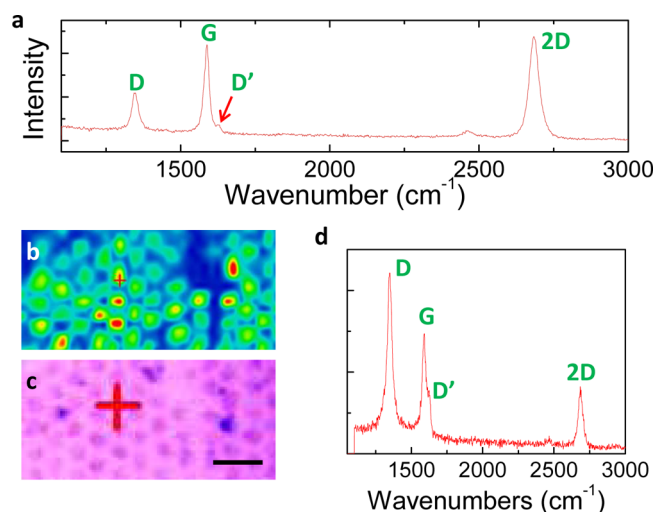 a
Intensity
D
G
D’
2D
1500
2000
2500
3000
Wavenumber (cm-1)
b
c
d
D
G
D’
2D
1500
2000
2500
3000
Wavenumbers (cm-1)